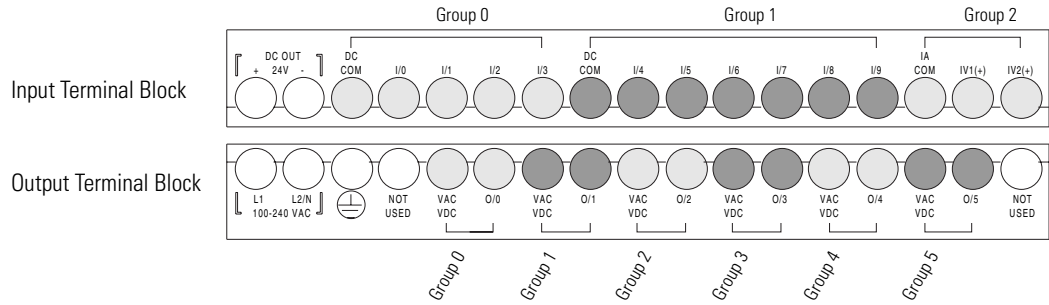 Group 0 Group 1 Group 2
DC OUT DC DC IA
+ 24V - COM I/0 I/1 I/2 I/3 COM I/4 I/5 I/6 I/7 I/8 I/9 COM IV1(+) IV2(+)
Input Terminal Block
Output Terminal Block
L1 L2/N NOT VAC O/0 VAC O/1 VAC O/2 VAC O/3 VAC O/4 VAC O/5 NOT
100-240 VAC USED VDC VDC VDC VDC VDC VDC USED
Group 0 Group 1 Group 2 Group 3 Group 4 Group 5